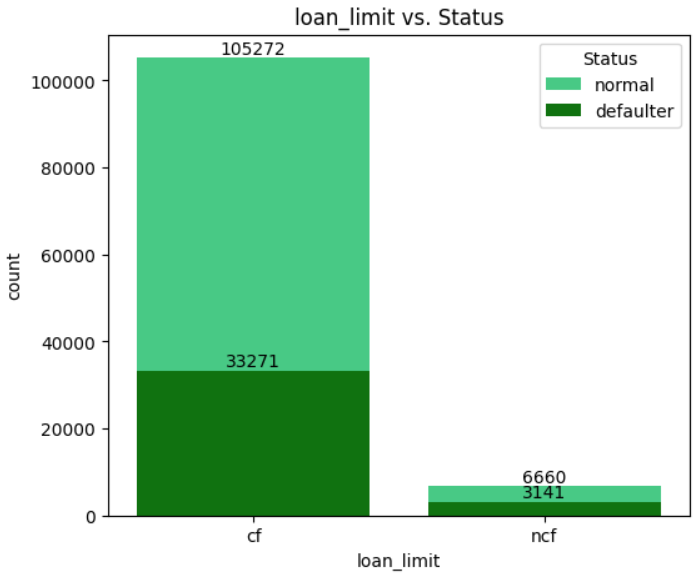 loan_limit vs. Status
105272
Status
normal
defaulter
100000
80000
60000
40000
20000
0
count
33271
6660
3141
cf
ncf
loan_limit